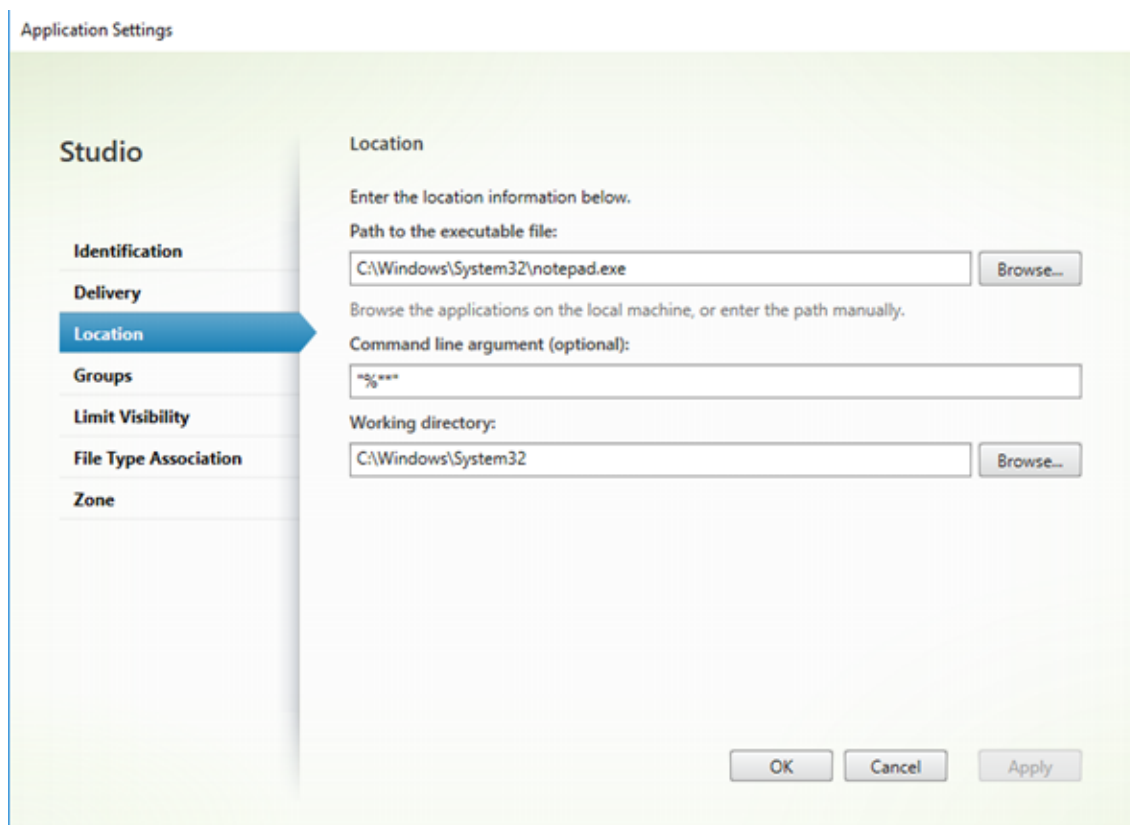 Application Settings
Studio
Identification
Delivery
Location
Groups
Limit Visibility
File Type Association
Zone
Location
Enter the location information below.
Path to the executable file:
C:\Windows\System32\notepad.exe
Browse...
Browse the applications on the local machine, or enter the path manually.
Command line argument (optional):
"%**"
Working directory:
C:\Windows\System32
Browse...
OK
Cancel
Apply